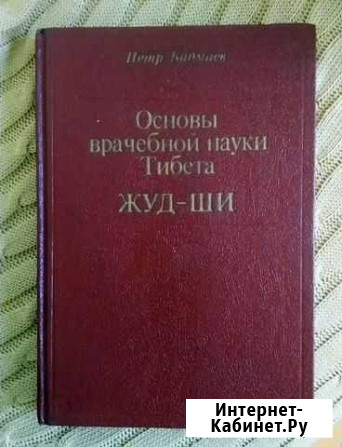 Петр Бадмаев
Основы
врачебной науки
Тибета
ЖУД-ШИ
Интернет-
Кабинет.Ру